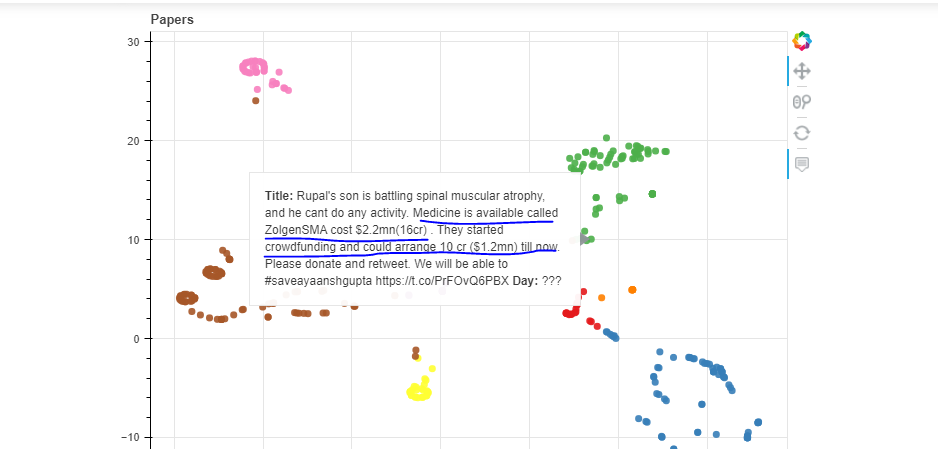 Papers
30
20
10
0
−10
Title: Rupal's son is battling spinal muscular atrophy,
and he cant do any activity. Medicine is available called
ZolgenSMA cost $2.2mn(16cr) . They started
crowdfunding and could arrange 10 cr ($1.2mn) till now.
Please donate and retweet. We will be able to
#saveayaanshgupta https://t.co/PrFOvQ6PBX Day: ???